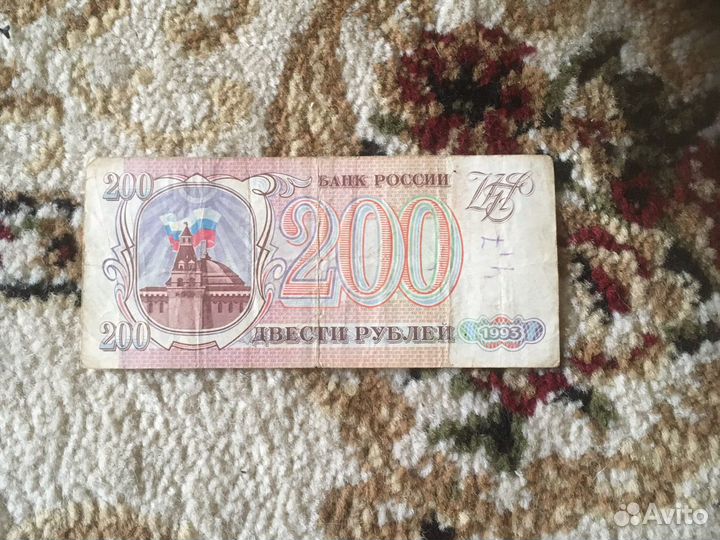 200 БАНК РОССИИ
200
200 ДВЕСТИ РУБЛЕЙ 1993
Avito